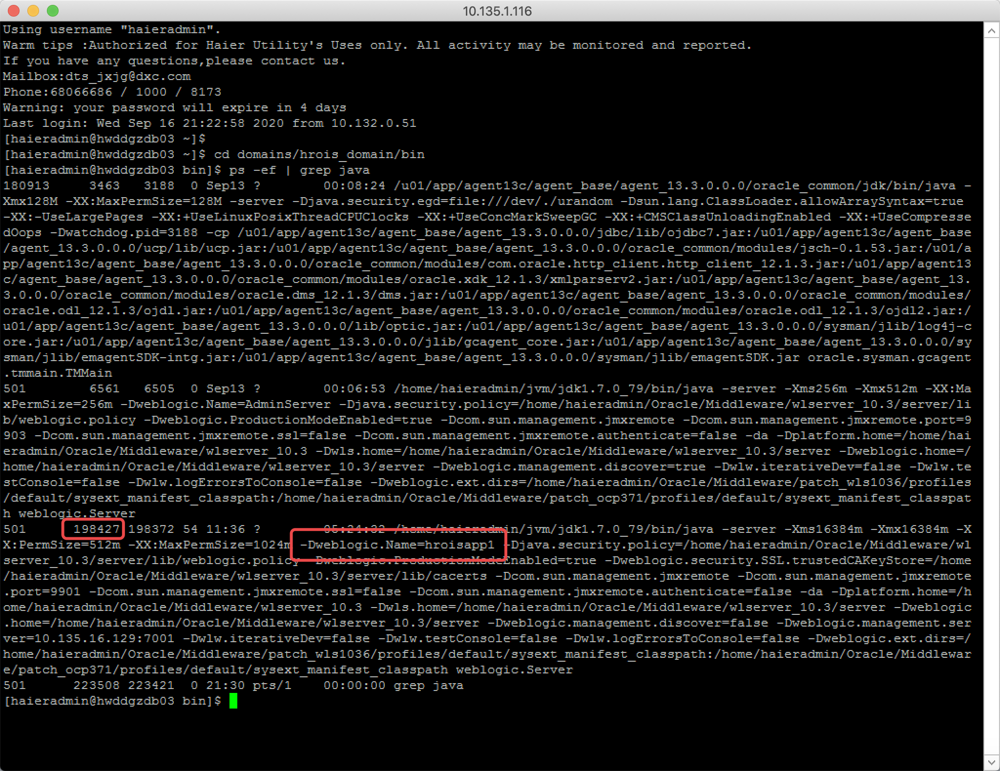 10.135.1.116
Using username "haieradmin".
Warm tips :Authorized for Haier Utility's Uses only. All activity may be monitored and reported.
If you have any questions,please contact us.
Mailbox:dts_jxjg@dxc.com
Phone:68066686 / 1000 / 8173
Warning: your password will expire in 4 days
Last login: Wed Sep 16 21:22:58 2020 from 10.132.0.51
[haieradmin@hwddgzdb03 ~]$
[haieradmin@hwddgzdb03 ~]$ cd domains/hrois_domain/bin
[haieradmin@hwddgzdb03 bin]$ ps -ef | grep java
180913     3463   3188  0 Sep13 ?        00:08:24 /u01/app/agent13c/agent_base/agent_13.3.0.0.0/oracle_common/jdk/bin/java -
Xmx128M -XX:MaxPermSize=128M -server -Djava.security.egd=file:///dev/./urandom -Dsun.lang.ClassLoader.allowArraySyntax=true
-XX:-UseLargePages -XX:+UseLinuxPosixThreadCPUClocks -XX:+UseConcMarkSweepGC -XX:+CMSClassUnloadingEnabled -XX:+UseCompresse
dOops -Dwatchdog.pid=3188 -cp /u01/app/agent13c/agent_base/agent_13.3.0.0.0/jdbc/lib/ojdbc7.jar:/u01/app/agent13c/agent_base
/agent_13.3.0.0.0/ucp/lib/ucp.jar:/u01/app/agent13c/agent_base/agent_13.3.0.0.0/oracle_common/modules/jsch-0.1.53.jar:/u01/a
pp/agent13c/agent_base/agent_13.3.0.0.0/oracle_common/modules/com.oracle.http_client.http_client_12.1.3.jar:/u01/app/agent13
c/agent_base/agent_13.3.0.0.0/oracle_common/modules/oracle.xdk_12.1.3/xmlparserv2.jar:/u01/app/agent13c/agent_base/agent_13.
3.0.0.0/oracle_common/modules/oracle.dms_12.1.3/dms.jar:/u01/app/agent13c/agent_base/agent_13.3.0.0.0/oracle_common/modules/
oracle.odl_12.1.3/ojdl.jar:/u01/app/agent13c/agent_base/agent_13.3.0.0.0/oracle_common/modules/oracle.odl_12.1.3/ojdl2.jar:/
u01/app/agent13c/agent_base/agent_13.3.0.0.0/lib/optic.jar:/u01/app/agent13c/agent_base/agent_13.3.0.0.0/sysman/jlib/log4j-c
ore.jar:/u01/app/agent13c/agent_base/agent_13.3.0.0.0/jlib/gcagent_core.jar:/u01/app/agent13c/agent_base/agent_13.3.0.0.0/sy
sman/jlib/emagentSDK-intg.jar:/u01/app/agent13c/agent_base/agent_13.3.0.0.0/sysman/jlib/emagentSDK.jar oracle.sysman.gcagent
.tmmain.TMMain
501        6561   6505  0 Sep13 ?        00:06:53 /home/haieradmin/jvm/jdk1.7.0_79/bin/java -server -Xms256m -Xmx512m -XX:Ma
xPermSize=256m -Dweblogic.Name=AdminServer -Djava.security.policy=/home/haieradmin/Oracle/Middleware/wlserver_10.3/server/li
b/weblogic.policy -Dweblogic.ProductionModeEnabled=true -Dcom.sun.management.jmxremote -Dcom.sun.management.jmxremote.port=9
903 -Dcom.sun.management.jmxremote.ssl=false -Dcom.sun.management.jmxremote.authenticate=false -da -Dplatform.home=/home/hai
eradmin/Oracle/Middleware/wlserver_10.3 -Dwls.home=/home/haieradmin/Oracle/Middleware/wlserver_10.3/server -Dweblogic.home=/
home/haieradmin/Oracle/Middleware/wlserver_10.3/server -Dweblogic.management.discover=true -Dwlw.iterativeDev=false -Dwlw.te
stConsole=false -Dwlw.logErrorsToConsole=false -Dweblogic.ext.dirs=/home/haieradmin/Oracle/Middleware/patch_wls1036/profiles
/default/sysext_manifest_classpath:/home/haieradmin/Oracle/Middleware/patch_ocp371/profiles/default/sysext_manifest_classpat
h weblogic.Server
501      198427 198372 54 11:36 ?        05:24:32 /home/haieradmin/jvm/jdk1.7.0_79/bin/java -server -Xms16384m -Xmx16384m -X
X:PermSize=512m -XX:MaxPermSize=1024m -Dweblogic.Name=hroisapp1 -Djava.security.policy=/home/haieradmin/Oracle/Middleware/wl
server_10.3/server/lib/weblogic.policy -Dweblogic.ProductionModeEnabled=true -Dweblogic.security.SSL.trustedCAKeyStore=/home
/haieradmin/Oracle/Middleware/wlserver_10.3/server/lib/cacerts -Dcom.sun.management.jmxremote -Dcom.sun.management.jmxremote
.port=9901 -Dcom.sun.management.jmxremote.ssl=false -Dcom.sun.management.jmxremote.authenticate=false -da -Dplatform.home=/h
ome/haieradmin/Oracle/Middleware/wlserver_10.3 -Dwls.home=/home/haieradmin/Oracle/Middleware/wlserver_10.3/server -Dweblogic
.home=/home/haieradmin/Oracle/Middleware/wlserver_10.3/server -Dweblogic.management.discover=false -Dweblogic.management.ser
ver=10.135.16.129:7001 -Dwlw.iterativeDev=false -Dwlw.testConsole=false -Dwlw.logErrorsToConsole=false -Dweblogic.ext.dirs=/
home/haieradmin/Oracle/Middleware/patch_wls1036/profiles/default/sysext_manifest_classpath:/home/haieradmin/Oracle/Middlewar
e/patch_ocp371/profiles/default/sysext_manifest_classpath weblogic.Server
501      223508 223421  0 21:30 pts/1    00:00:00 grep java
[haieradmin@hwddgzdb03 bin]$